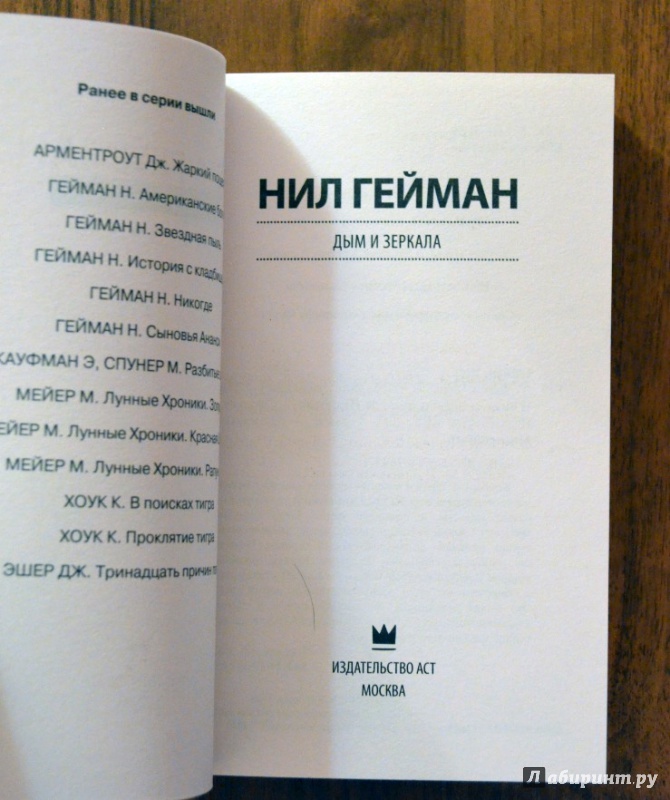 Ранее в серии вышли
АРМЕНТРОУТ Дж. Жаркий
ГЕЙМАН Н. Американские
ГЕЙМАН Н. Звездная пыль
ГЕЙМАН Н. История с
ГЕЙМАН Н. Никогде
ГЕЙМАН Н. Сыновья
КАУФМАН Э, СПУНЕР М.
МЕЙЕР М. Лунные Хроники.
МЕЙЕР М. Лунные Хроники.
МЕЙЕР М. Лунные Хроники.
ХОУК К. В поисках тигра
ХОУК К. Проклятие тигра
ЭШЕР ДЖ. Тринадцать причин
НИЛ ГЕЙМАН
ДЫМ И ЗЕРКАЛА
ИЗДАТЕЛЬСТВО АСТ
МОСКВА
Лабиринт.ру